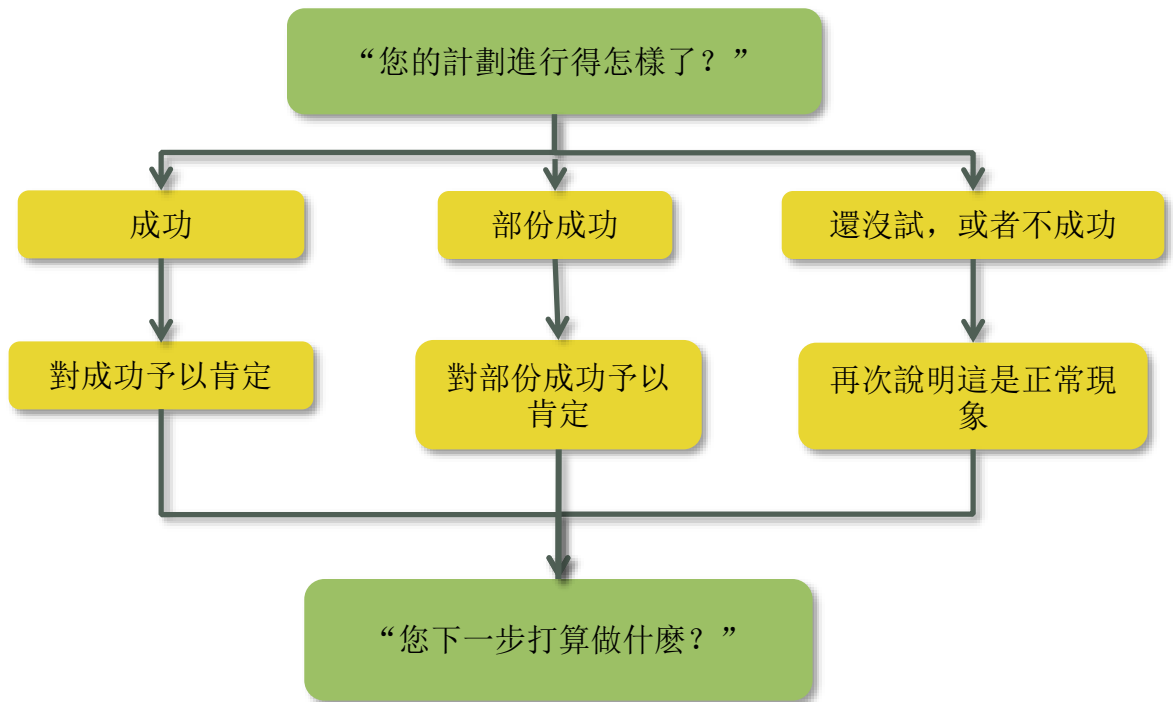 “您的計劃進行得怎樣了？”
成功
部份成功
還沒試，或者不成功
對成功予以肯定
對部份成功予以
肯定
再次說明這是正常現
象
“您下一步打算做什麽？”